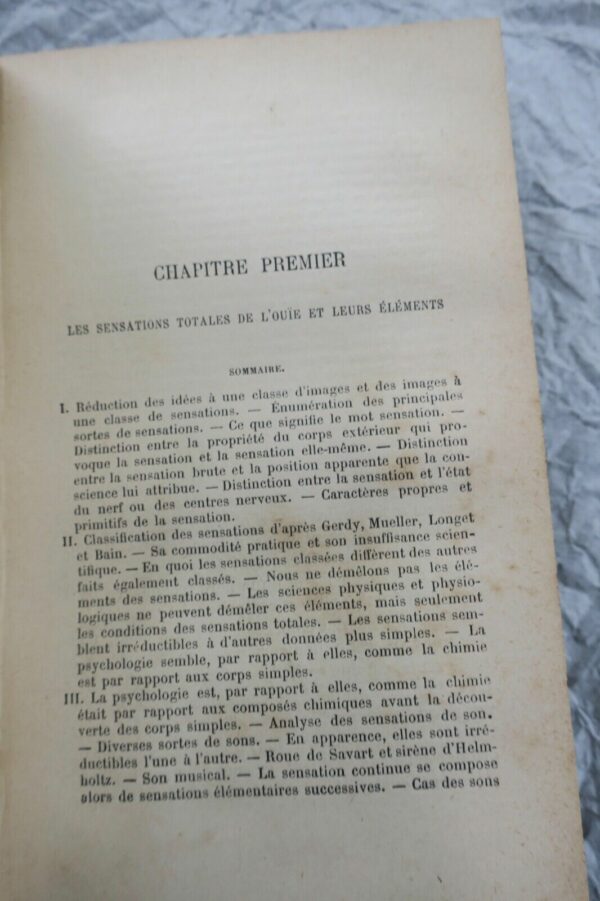 CHAPITRE PREMIER
LES SENSATIONS TOTALES DE L'OUÏE ET LEURS ÉLÉMENTS
SOMMAIRE.
I. Réduction des idées à une classe d'images et des images à
une classe de sensations. — Énumération des principales
sortes de sensations. — Ce que signifie le mot sensation. —
Distinction entre la propriété du corps extérieur qui pro-
voque la sensation et la sensation elle-même. — Distinction
entre la sensation brute et la position apparente que la con-
science lui attribue. — Distinction entre la sensation et l'état
du nerf ou des centres nerveux. — Caractères propres et
primitifs de la sensation.
II. Classification des sensations d'après Gerdy, Mueller, Longet
et Bain. — Sa commodité pratique et son insuffisance scien-
tifique. — En quoi les sensations classées diffèrent des autres
faits également classés. — Nous ne démêlons pas les élé-
ments des sensations. — Les sciences physiques et physio-
logiques ne peuvent démêler ces éléments, mais seulement
les conditions des sensations totales. — Les sensations sem-
blent irréductibles à d'autres données plus simples. — La
psychologie semble, par rapport à elles, comme la chimie
est par rapport aux corps simples.
III. La psychologie est, par rapport à elles, comme la chimie
était par rapport aux composés chimiques avant la décou-
verte des corps simples. — Analyse des sensations de son.
— Diverses sortes de sons. — En apparence, elles sont irré-
ductibles l'une à l'autre. — Roue de Savart et sirène d'Helm-
holtz. — Son musical. — La sensation continue se compose
alors de sensations élémentaires successives. — Cas des sons